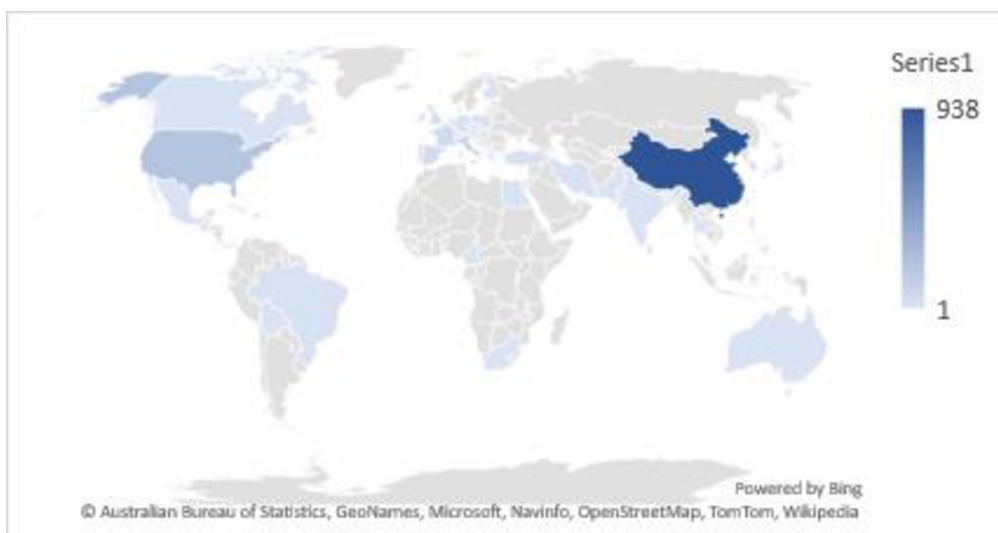 Series1
938
1
Powered by Bing
© Australian Bureau of Statistics, GeoNames, Microsoft, Navinfo, OpenStreetMap, TomTom, Wikipedia